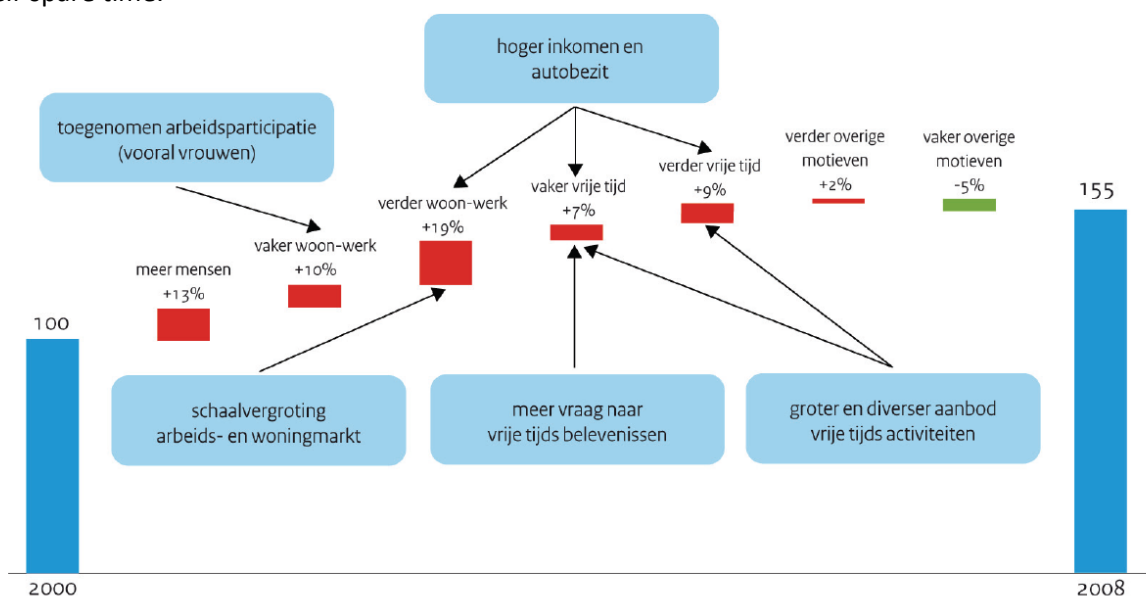 spare time.
hoger inkomen en
autobezit
toegenomen arbeidsparticipatie
(vooral vrouwen)
verder overige
motieven
+2%
vaker overige
motieven
-5%
verder vrije tijd
+9%
vaker vrije tijd
+7%
verder woon-werk
+19%
vaker woon-werk
+10%
meer mensen
+13%
100
155
schaalvergroting
arbeids- en woningmarkt
meer vraag naar
vrije tijds belevenissen
groter en diverser aanbod
vrije tijds activiteiten
2000
2008